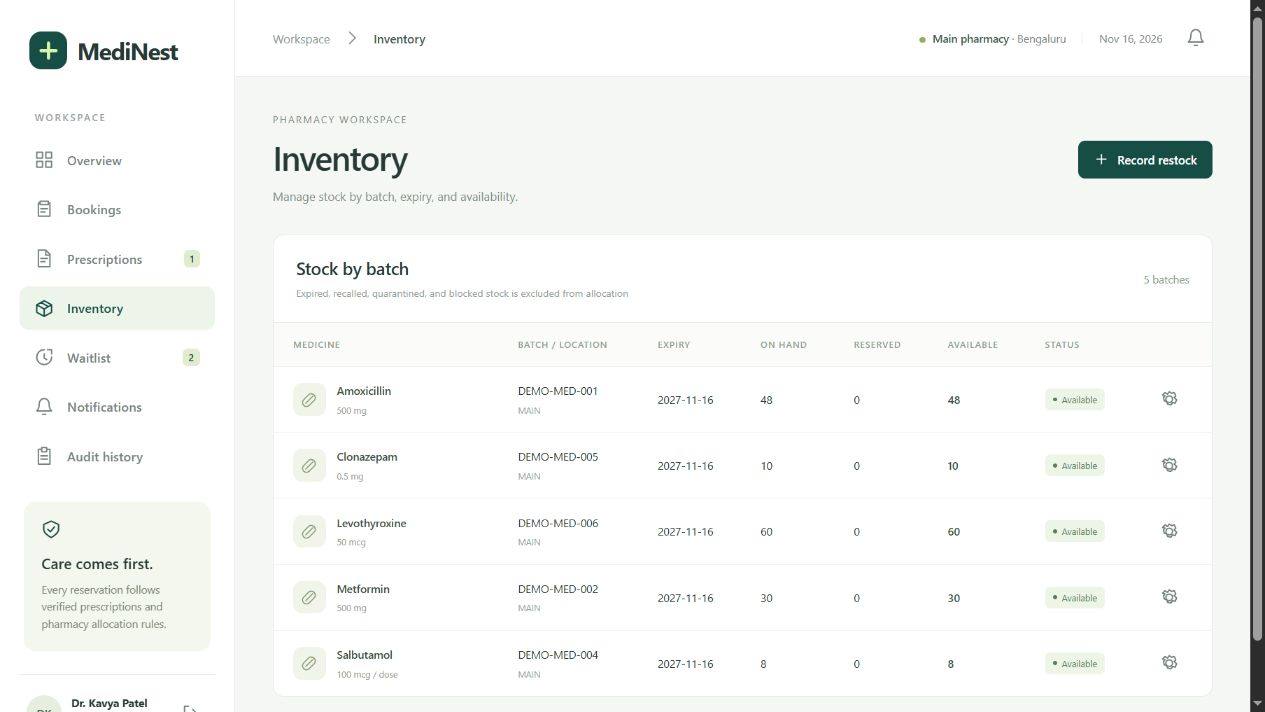 MediNest
WORKSPACE
Overview
Bookings
Prescriptions 1
Inventory
Waitlist 2
Notifications
Audit history
Care comes first.
Every reservation follows
verified prescriptions and
pharmacy allocation rules.
Dr. Kavya Patel
Workspace > Inventory
Main pharmacy · Bengaluru
Nov 16, 2026
PHARMACY WORKSPACE
Inventory
Manage stock by batch, expiry, and availability.
+ Record restock
Stock by batch
Expired, recalled, quarantined, and blocked stock is excluded from allocation
5 batches
MEDICINE BATCH / LOCATION EXPIRY ON HAND RESERVED AVAILABLE STATUS
Amoxicillin DEMO-MED-001 2027-11-16 48 0 48 Available
500 mg MAIN
Clonazepam DEMO-MED-005 2027-11-16 10 0 10 Available
0.5 mg MAIN
Levothyroxine DEMO-MED-006 2027-11-16 60 0 60 Available
50 mcg MAIN
Metformin DEMO-MED-002 2027-11-16 30 0 30 Available
500 mg MAIN
Salbutamol DEMO-MED-004 2027-11-16 8 0 8 Available
100 mcg / dose MAIN